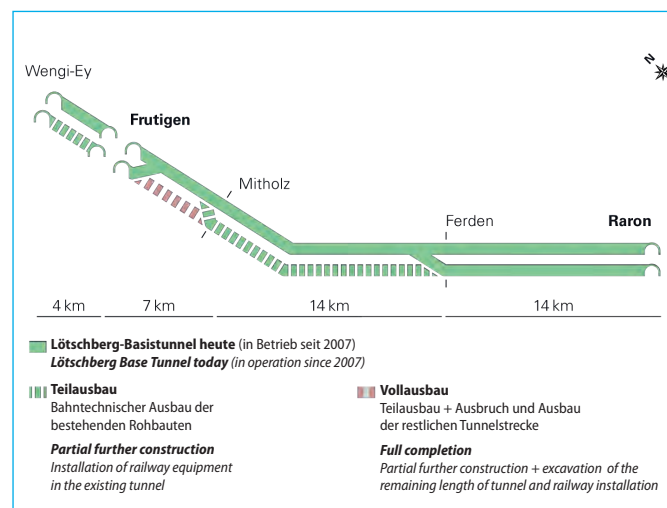 N
Wengi-Ey
Frutigen
Mitholz
Ferden
Raron
4 km
7 km
14 km
14 km
Lötschberg-Basistunnel heute (in Betrieb seit 2007)
Lötschberg Base Tunnel today (in operation since 2007)
Teilausbau
Bahntechnischer Ausbau der
bestehenden Rohbauten
Partial further construction
Installation of railway equipment
in the existing tunnel
Vollausbau
Teilausbau + Ausbruch und Ausbau
der restlichen Tunnelstrecke
Full completion
Partial further construction + excavation of the
remaining length of tunnel and railway installation